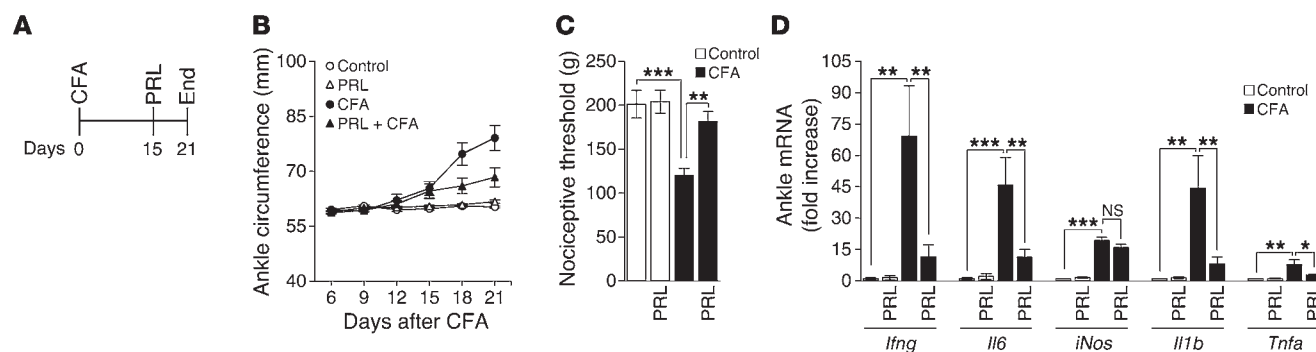 A
CFA
PRL
End
Days 0 15 21
B
Ankle circumference (mm)
100
85
70
55
40
Control
PRL
CFA
PRL + CFA
6 9 12 15 18 21
Days after CFA
C
Nociceptive threshold (g)
250
200
150
100
50
0
Control
CFA
*** **
PRL PRL
D
Ankle mRNA
(fold increase)
105
90
75
60
45
30
15
0
Control
CFA
** **
*** **
*** NS
** **
** *
PRL PRL PRL PRL PRL PRL PRL PRL PRL PRL
Ifng Il6 iNos Il1b Tnfa